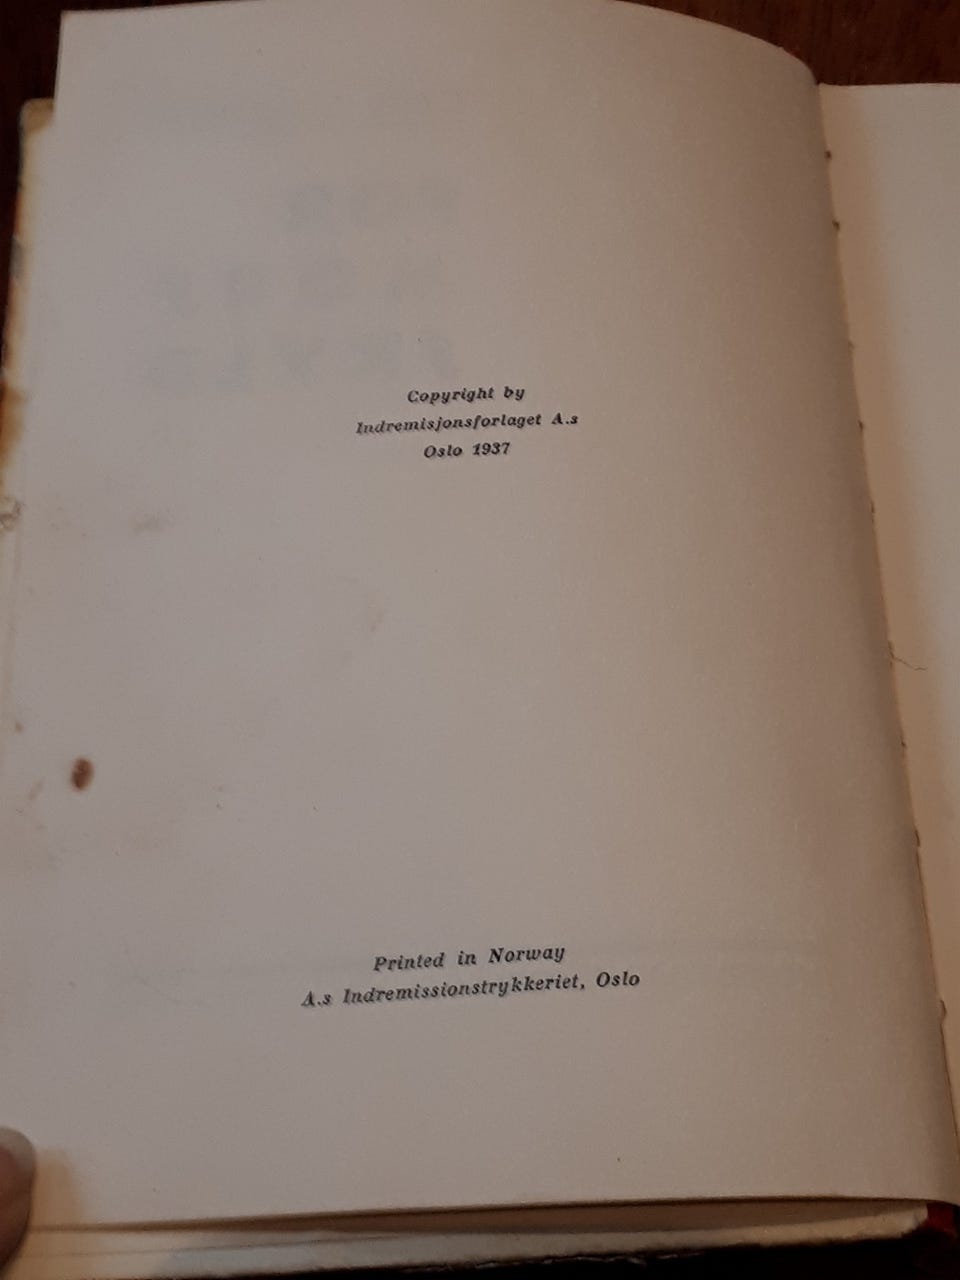 Copyright by
Indremisjonsforlaget A.s
Oslo 1937
Printed in Norway
A.s Indremissionstrykkeriet, Oslo